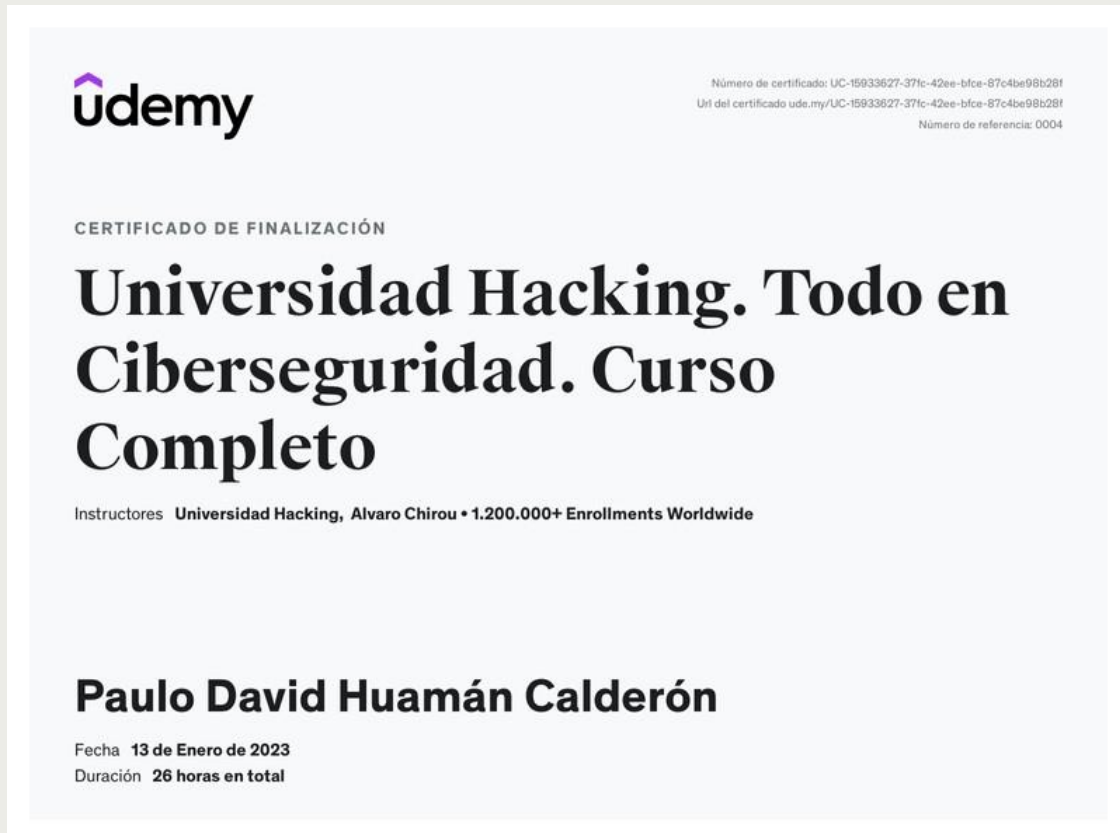 udemy
Número de certificado: UC-15933627-37fc-42ee-bfce-87c4be98b28f
Url del certificado ude.my/UC-15933627-37fc-42ee-bfce-87c4be98b28f
Número de referencia: 0004
CERTIFICADO DE FINALIZACIÓN
Universidad Hacking. Todo en
Ciberseguridad. Curso
Completo
Instructores Universidad Hacking, Alvaro Chirou • 1.200.000+ Enrollments Worldwide
Paulo David Huamán Calderón
Fecha 13 de Enero de 2023
Duración 26 horas en total